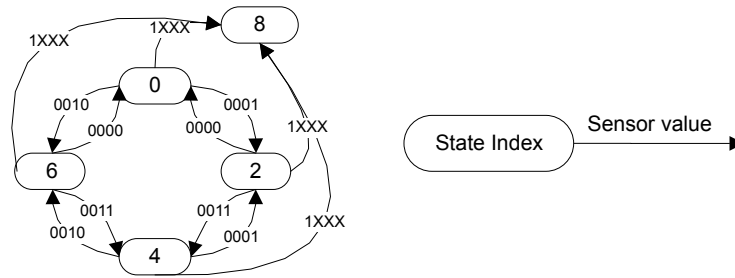 8
1XXX
1XXX
0
0010
0001
0000
0000
1XXX
State Index
Sensor value
6
2
0011
0011
0010
0001
1XXX
4